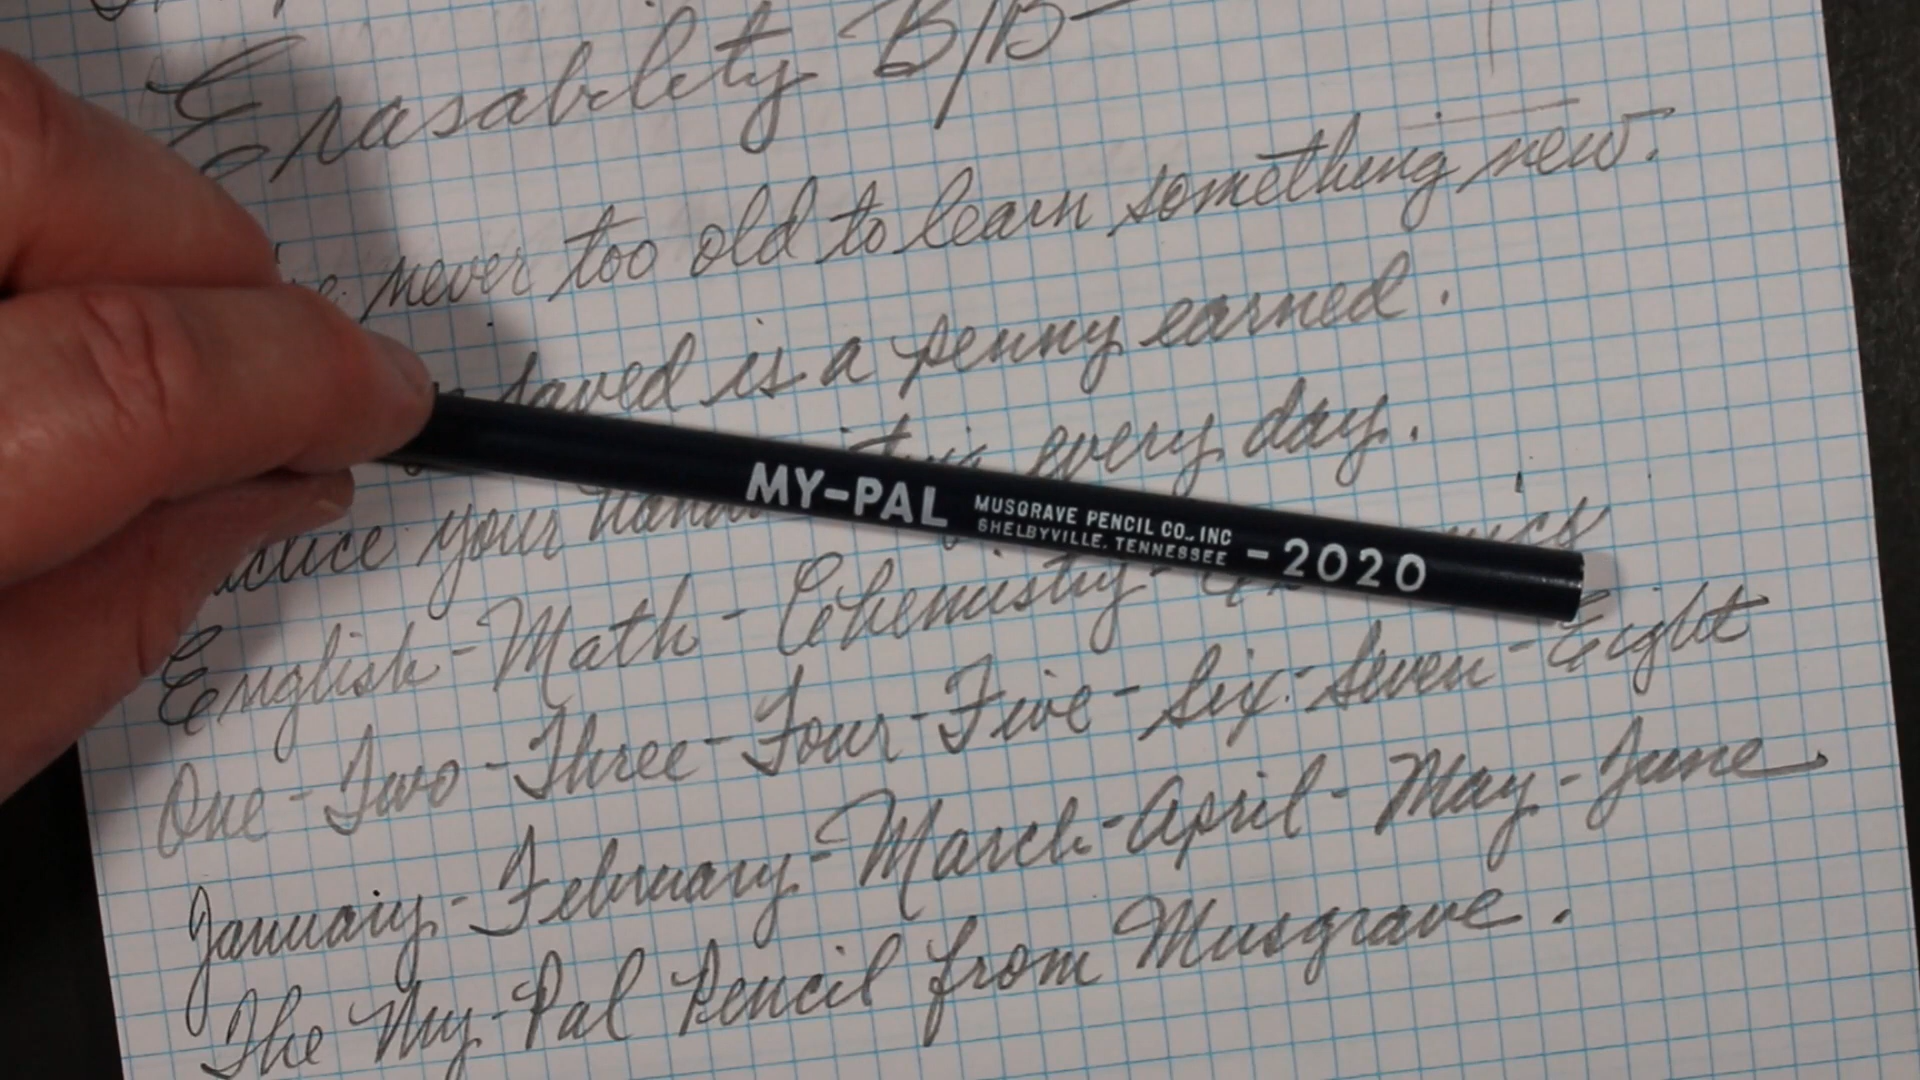 Erasability B/B-
never too old to learn something new.
saved is a penny earned.
your every day.
English - Math - Chemistry -
One - Two - Three - Four - Five - Six - Seven - Eight
January - February - March - April - May - June
The My-Pal Pencil from Musgrave.
MY-PAL MUSGRAVE PENCIL CO., INC
SHELBYVILLE, TENNESSEE - 2020